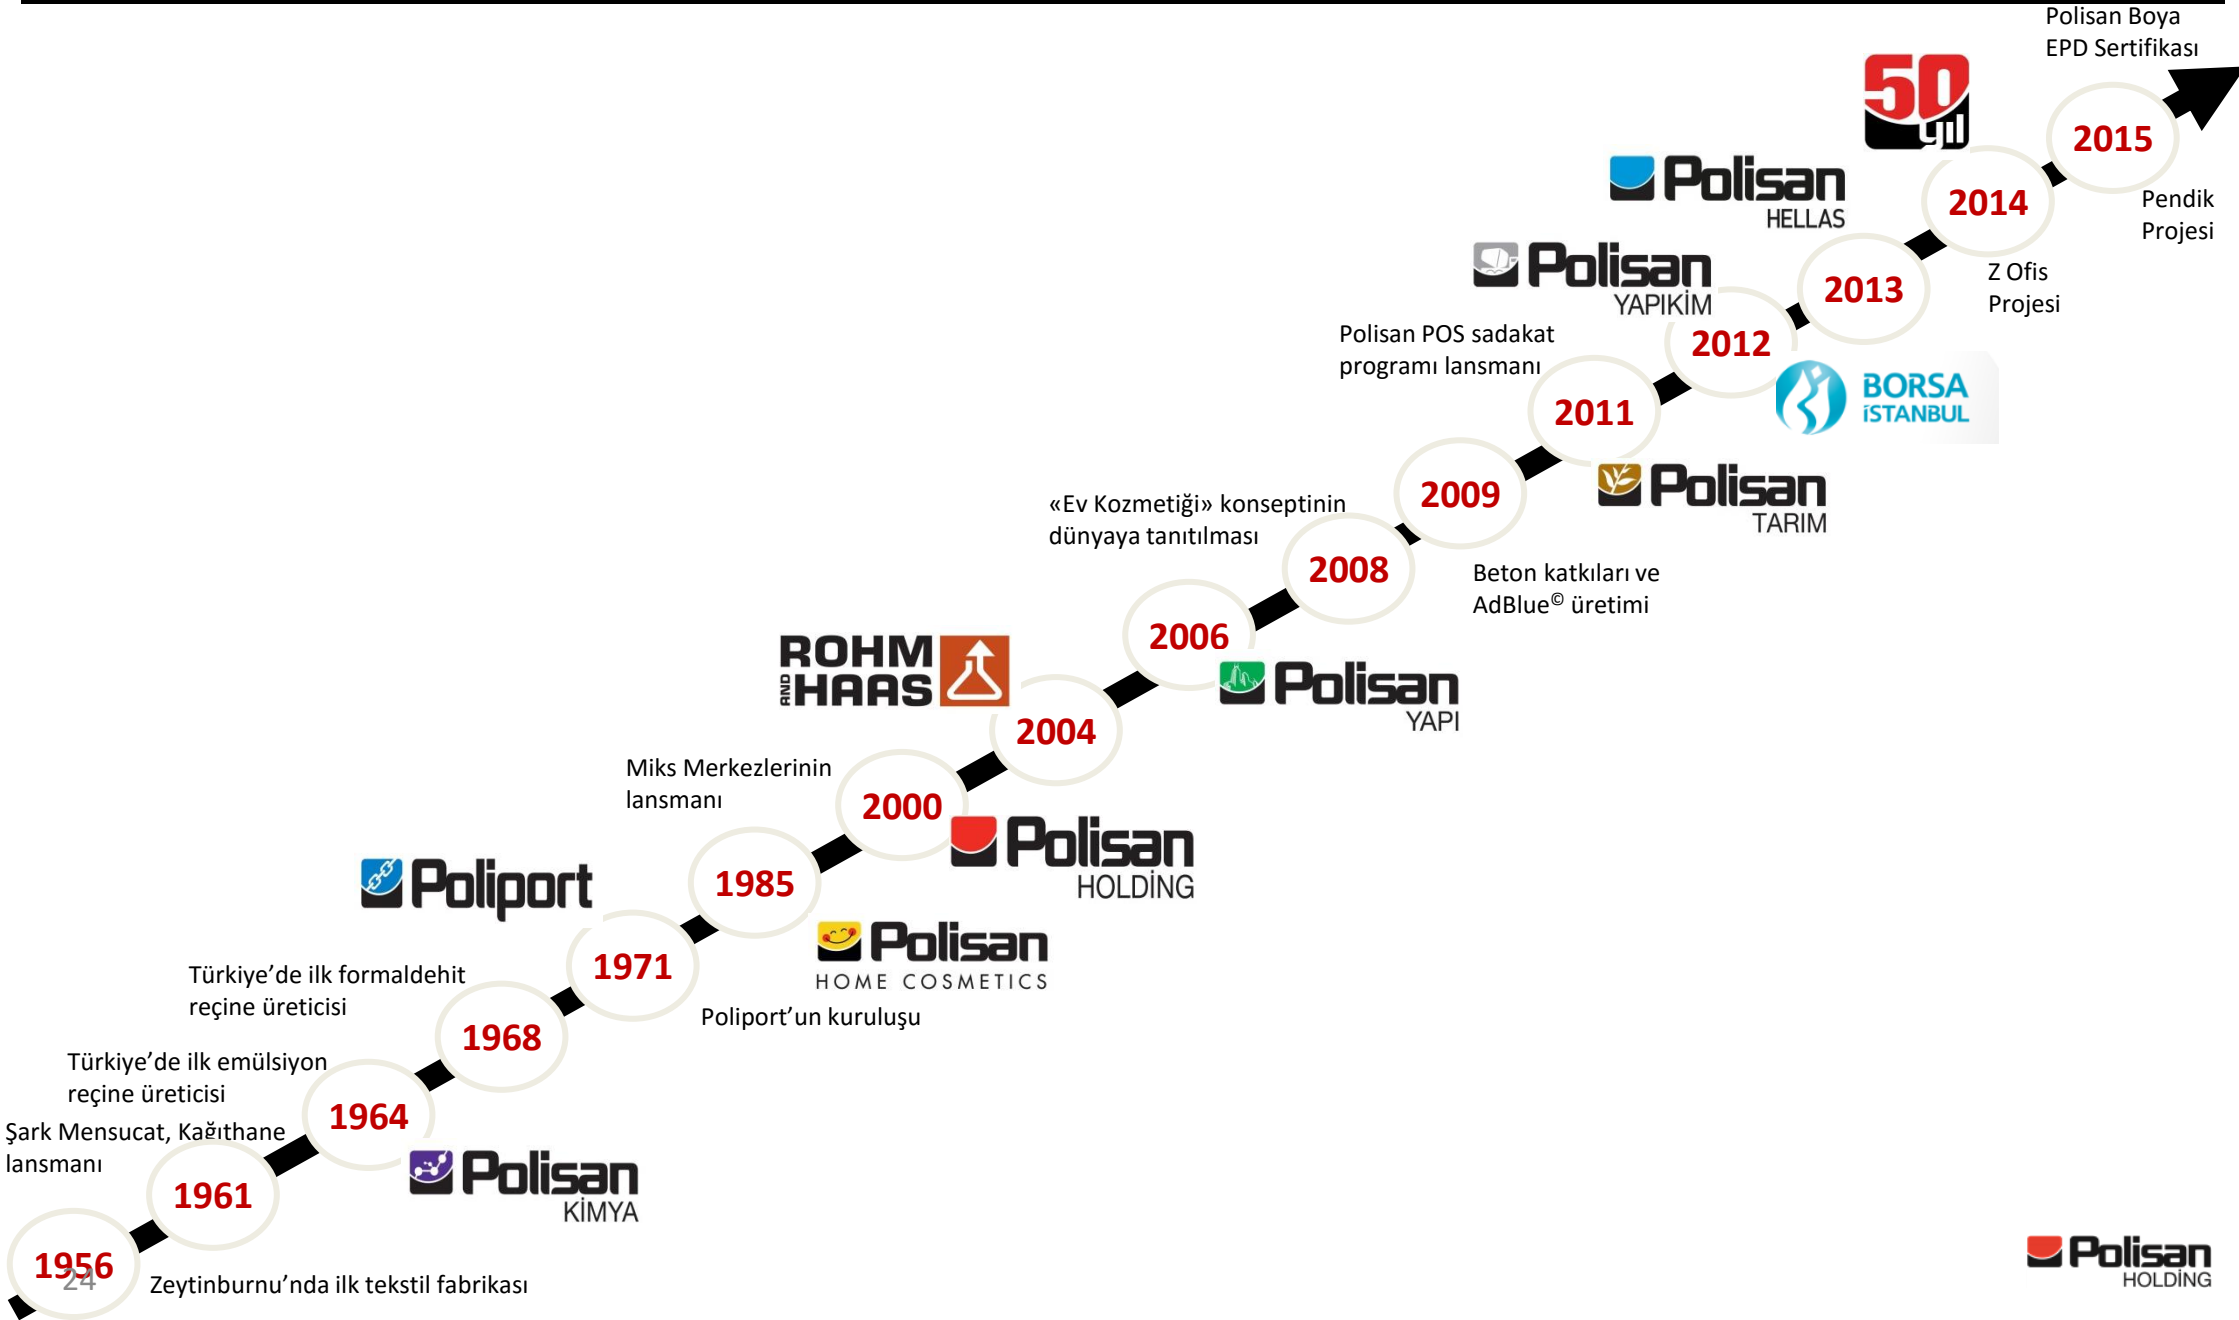 Polisan Boya
EPD Sertifikası
50
yıl
2015
Polisan
HELLAS
2014
Pendik
Projesi
Polisan
YAPIKİM
2013
Z Ofis
Projesi
Polisan POS sadakat
programı lansmanı
2012
BORSA
İSTANBUL
2011
Polisan
TARIM
«Ev Kozmetiği» konseptinin
dünyaya tanıtılması
2009
2008
Beton katkıları ve
AdBlue© üretimi
2006
ROHM
AND HAAS
Polisan
YAPI
2004
Miks Merkezlerinin
lansmanı
2000
Polisan
HOLDİNG
Poliport
1985
Polisan
HOME COSMETICS
1971
Türkiye’de ilk formaldehit
reçine üreticisi
Poliport’un kuruluşu
1968
Türkiye’de ilk emülsiyon
reçine üreticisi
1964
Şark Mensucat, Kağıthane
lansmanı
Polisan
KİMYA
1961
1956
24
Zeytinburnu’nda ilk tekstil fabrikası
Polisan
HOLDİNG